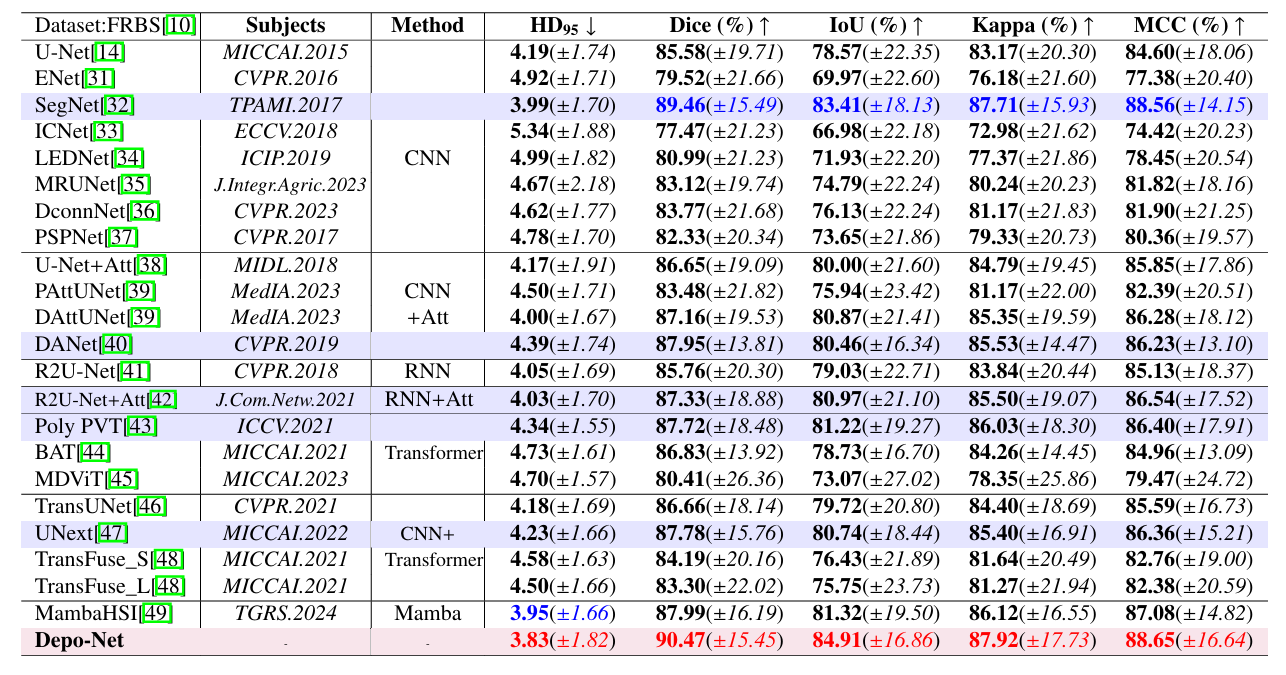 Dataset:FRBS[10] Subjects Method HD95 ↓ Dice (%) ↑ IoU (%) ↑ Kappa (%) ↑ MCC (%) ↑
U-Net[14] MICCAI.2015 4.19(±1.74) 85.58(±19.71) 78.57(±22.35) 83.17(±20.30) 84.60(±18.06)
ENet[31] CVPR.2016 4.92(±1.71) 79.52(±21.66) 69.97(±22.60) 76.18(±21.60) 77.38(±20.40)
SegNet[32] TPAMI.2017 3.99(±1.70) 89.46(±15.49) 83.41(±18.13) 87.71(±15.93) 88.56(±14.15)
ICNet[33] ECCV.2018 5.34(±1.88) 77.47(±21.23) 66.98(±22.18) 72.98(±21.62) 74.42(±20.23)
LEDNet[34] ICIP.2019 CNN 4.99(±1.82) 80.99(±21.23) 71.93(±22.20) 77.37(±21.86) 78.45(±20.54)
MRUNet[35] J.Integr.Agric.2023 4.67(±2.18) 83.12(±19.74) 74.79(±22.24) 80.24(±20.23) 81.82(±18.16)
DconnNet[36] CVPR.2023 4.62(±1.77) 83.77(±21.68) 76.13(±22.24) 81.17(±21.83) 81.90(±21.25)
PSPNet[37] CVPR.2017 4.78(±1.70) 82.33(±20.34) 73.65(±21.86) 79.33(±20.73) 80.36(±19.57)
U-Net+Att[38] MIDL.2018 4.17(±1.91) 86.65(±19.09) 80.00(±21.60) 84.79(±19.45) 85.85(±17.86)
PAttUNet[39] MedIA.2023 CNN 4.50(±1.71) 83.48(±21.82) 75.94(±23.42) 81.17(±22.00) 82.39(±20.51)
DAttUNet[39] MedIA.2023 +Att 4.00(±1.67) 87.16(±19.53) 80.87(±21.41) 85.35(±19.59) 86.28(±18.12)
DANet[40] CVPR.2019 4.39(±1.74) 87.95(±13.81) 80.46(±16.34) 85.53(±14.47) 86.23(±13.10)
R2U-Net[41] CVPR.2018 RNN 4.05(±1.69) 85.76(±20.30) 79.03(±22.71) 83.84(±20.44) 85.13(±18.37)
R2U-Net+Att[42] J.Com.Netw.2021 RNN+Att 4.03(±1.70) 87.33(±18.88) 80.97(±21.10) 85.50(±19.07) 86.54(±17.52)
Poly PVT[43] ICCV.2021 4.34(±1.55) 87.72(±18.48) 81.22(±19.27) 86.03(±18.30) 86.40(±17.91)
BAT[44] MICCAI.2021 Transformer 4.73(±1.61) 86.83(±13.92) 78.73(±16.70) 84.26(±14.45) 84.96(±13.09)
MDViT[45] MICCAI.2023 4.70(±1.57) 80.41(±26.36) 73.07(±27.02) 78.35(±25.86) 79.47(±24.72)
TransUNet[46] CVPR.2021 4.18(±1.69) 86.66(±18.14) 79.72(±20.80) 84.40(±18.69) 85.59(±16.73)
UNext[47] MICCAI.2022 CNN+ 4.23(±1.66) 87.78(±15.76) 80.74(±18.44) 85.40(±16.91) 86.36(±15.21)
TransFuse_S[48] MICCAI.2021 Transformer 4.58(±1.63) 84.19(±20.16) 76.43(±21.89) 81.64(±20.49) 82.76(±19.00)
TransFuse_L[48] MICCAI.2021 4.50(±1.66) 83.30(±22.02) 75.75(±23.73) 81.27(±21.94) 82.38(±20.59)
MambaHSI[49] TGRS.2024 Mamba 3.95(±1.66) 87.99(±16.19) 81.32(±19.50) 86.12(±16.55) 87.08(±14.82)
Depo-Net . . 3.83(±1.82) 90.47(±15.45) 84.91(±16.86) 87.92(±17.73) 88.65(±16.64)